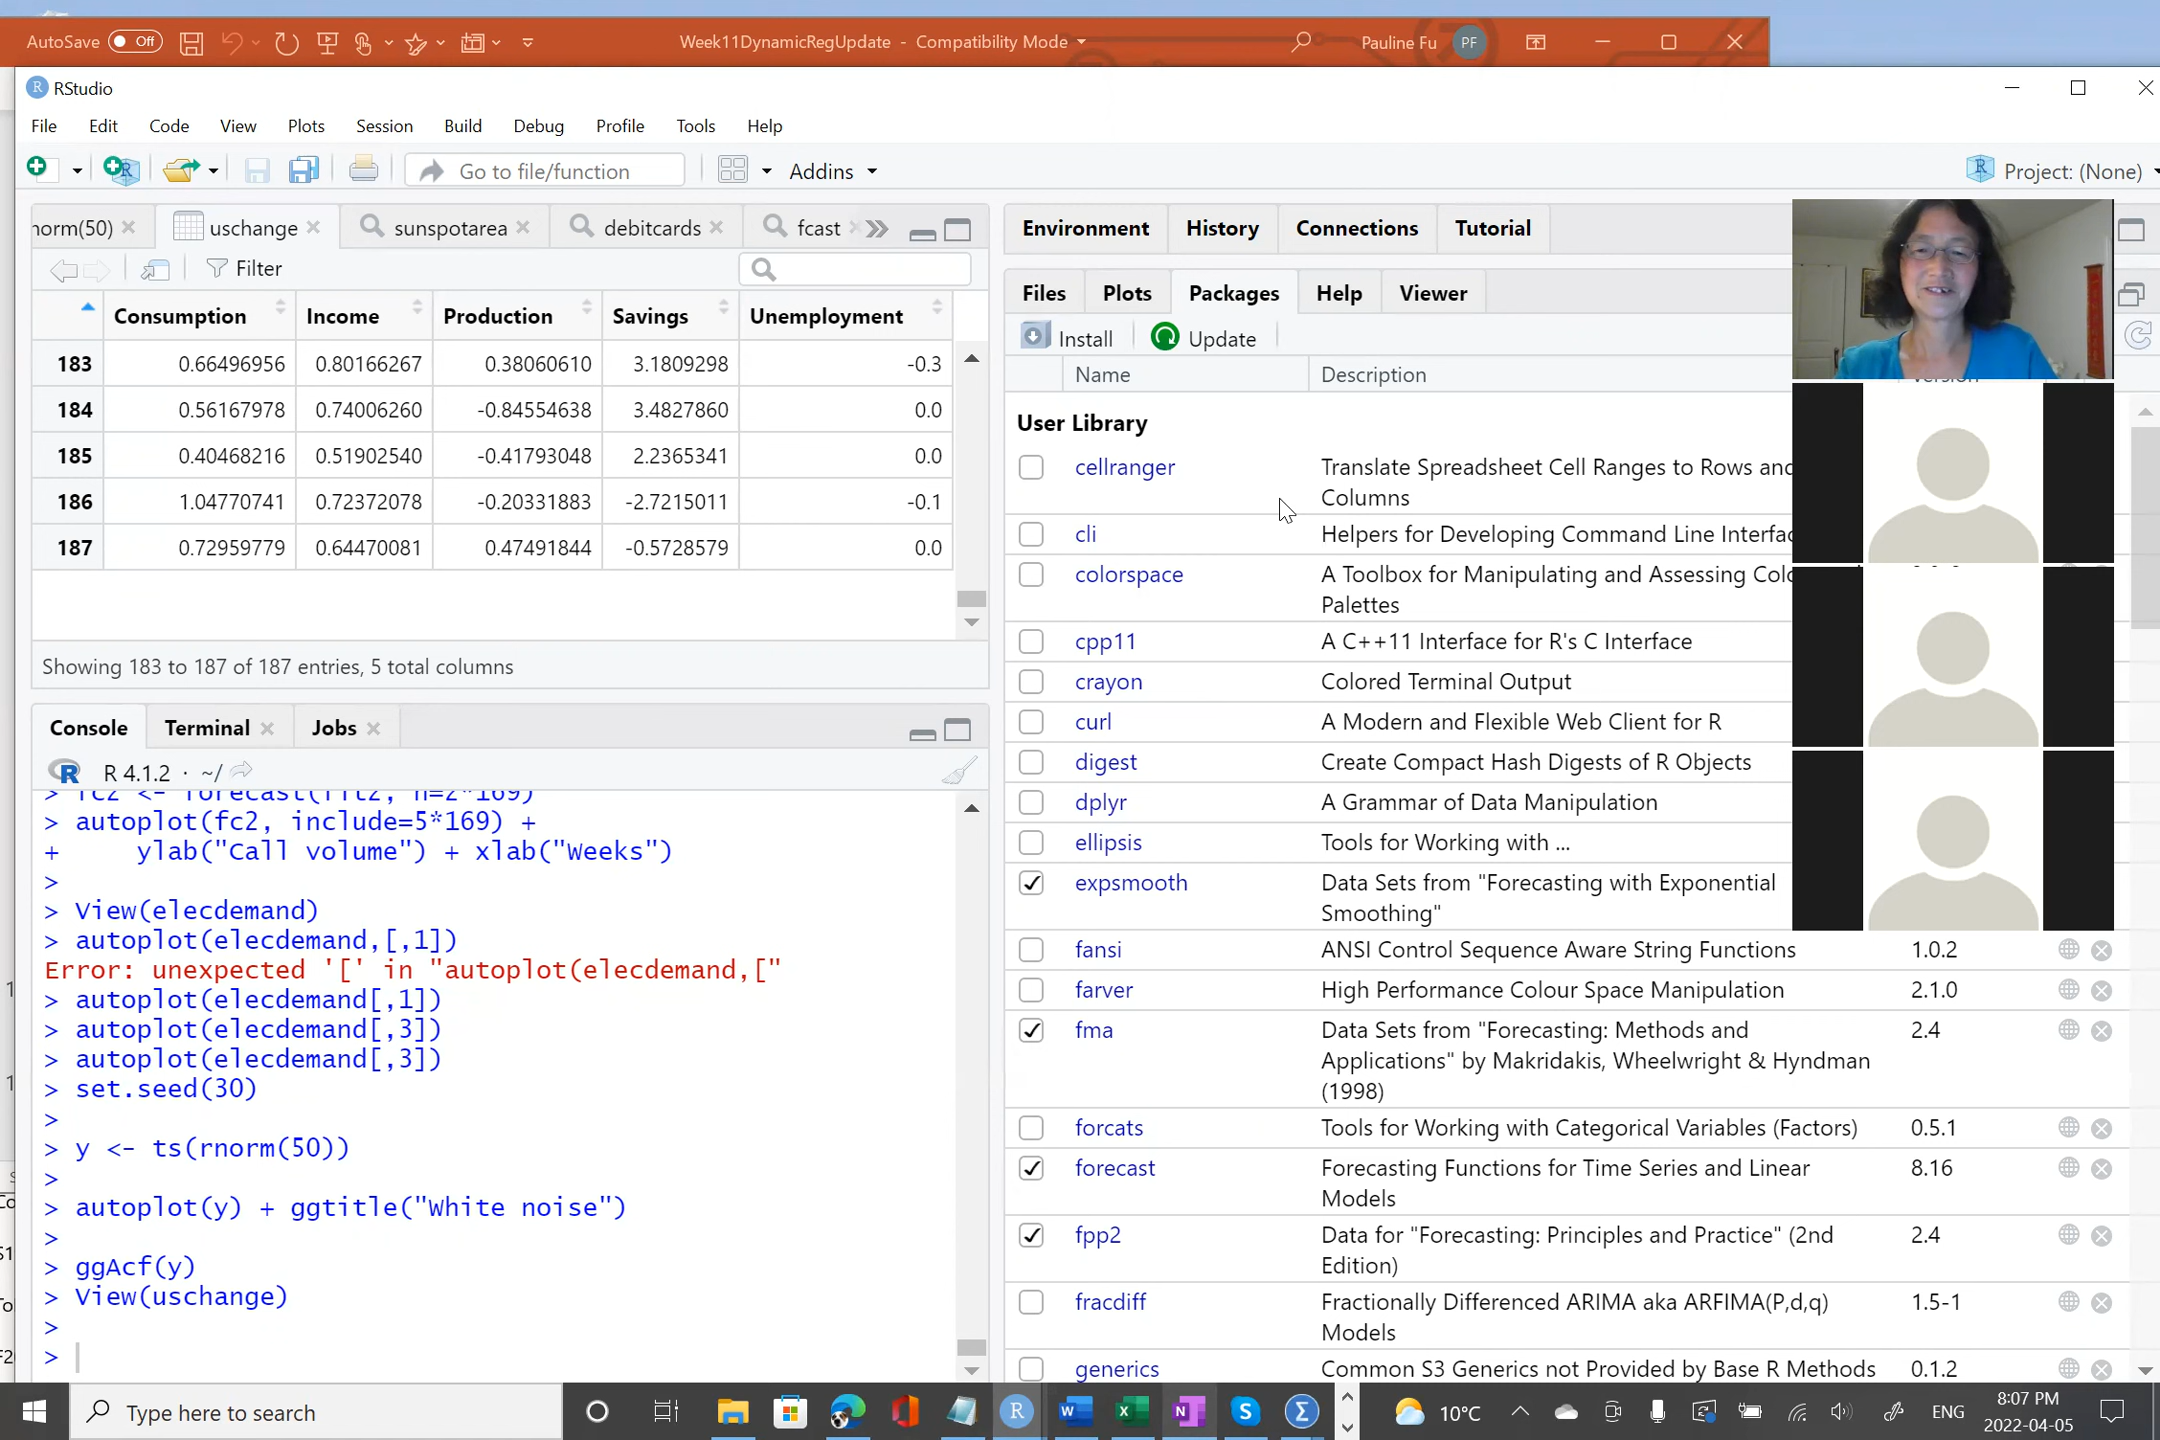 AutoSave Off
Week11DynamicRegUpdate - Compatibility Mode
Pauline Fu PF
RStudio
File Edit Code View Plots Session Build Debug Profile Tools Help
Go to file/function
Addins
Project: (None)
norm(50) uschange sunspotarea debitcards fcast
Filter
Consumption Income Production Savings Unemployment
183 0.66496956 0.80166267 0.38060610 3.1809298 -0.3
184 0.56167978 0.74006260 -0.84554638 3.4827860 0.0
185 0.40468216 0.51902540 -0.41793048 2.2365341 0.0
186 1.04770741 0.72372078 -0.20331883 -2.7215011 -0.1
187 0.72959779 0.64470081 0.47491844 -0.5728579 0.0
Showing 183 to 187 of 187 entries, 5 total columns
Console Terminal Jobs
R 4.1.2 · ~/
> fc2 <- forecast(fit2, h=2*169)
> autoplot(fc2, include=5*169) +
+ ylab("Call volume") + xlab("Weeks")
>
> View(elecdemand)
> autoplot(elecdemand,[,1])
Error: unexpected '[' in "autoplot(elecdemand,["
> autoplot(elecdemand[,1])
> autoplot(elecdemand[,3])
> autoplot(elecdemand[,3])
> set.seed(30)
>
> y <- ts(rnorm(50))
>
> autoplot(y) + ggtitle("White noise")
>
> ggAcf(y)
> View(uschange)
>
>
Environment History Connections Tutorial
Files Plots Packages Help Viewer
Install Update
Name Description Version
User Library
cellranger Translate Spreadsheet Cell Ranges to Rows and
Columns
cli Helpers for Developing Command Line Interfac
colorspace A Toolbox for Manipulating and Assessing Colo
Palettes
cpp11 A C++11 Interface for R's C Interface
crayon Colored Terminal Output
curl A Modern and Flexible Web Client for R
digest Create Compact Hash Digests of R Objects
dplyr A Grammar of Data Manipulation
ellipsis Tools for Working with ...
expsmooth Data Sets from "Forecasting with Exponential
Smoothing"
fansi ANSI Control Sequence Aware String Functions 1.0.2
farver High Performance Colour Space Manipulation 2.1.0
fma Data Sets from "Forecasting: Methods and 2.4
Applications" by Makridakis, Wheelwright & Hyndman
(1998)
forcats Tools for Working with Categorical Variables (Factors) 0.5.1
forecast Forecasting Functions for Time Series and Linear 8.16
Models
fpp2 Data for "Forecasting: Principles and Practice" (2nd 2.4
Edition)
fracdiff Fractionally Differenced ARIMA aka ARFIMA(P,d,q) 1.5-1
Models
generics Common S3 Generics not Provided by Base R Methods 0.1.2
Type here to search
10°C
ENG
8:07 PM
2022-04-05